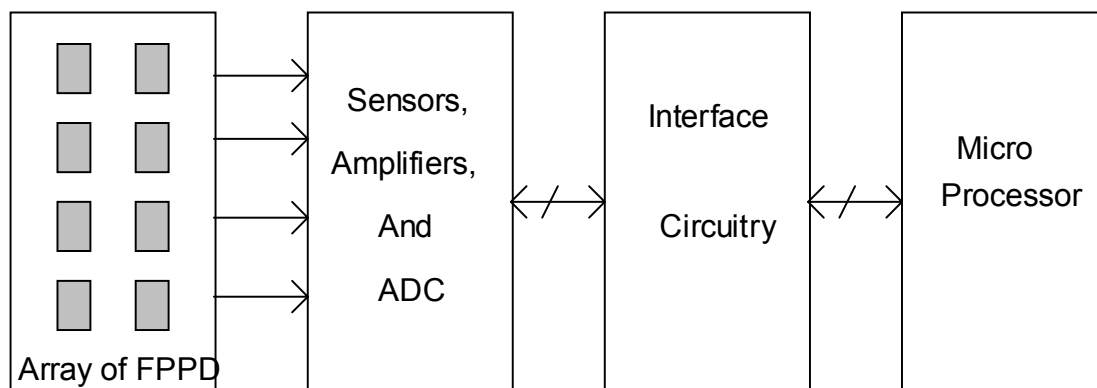 Array of FPPD
Sensors,
Amplifiers,
And
ADC
Interface
Circuitry
Micro
Processor